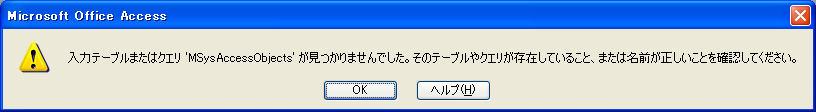 Microsoft Office Access
入力テーブルまたはクエリ 'MSysAccessObjects' が見つかりませんでした。そのテーブルやクエリが存在していること、または名前が正しいことを確認してください。
OK
ヘルプ(H)